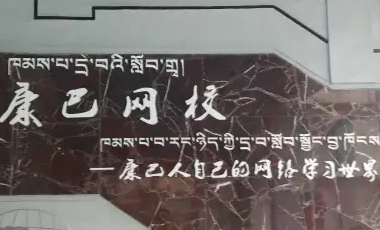 ཁམས་པ་དྲ་བའི་སློབ་གྲྭ།
康巴网校
ཁམས་པ་བ་རང་ཉིད་ཀྱི་དྲ་བ་སློབ་སྦྱོང་བྱ་ཁོངས
—康巴人自己的网络学习世界